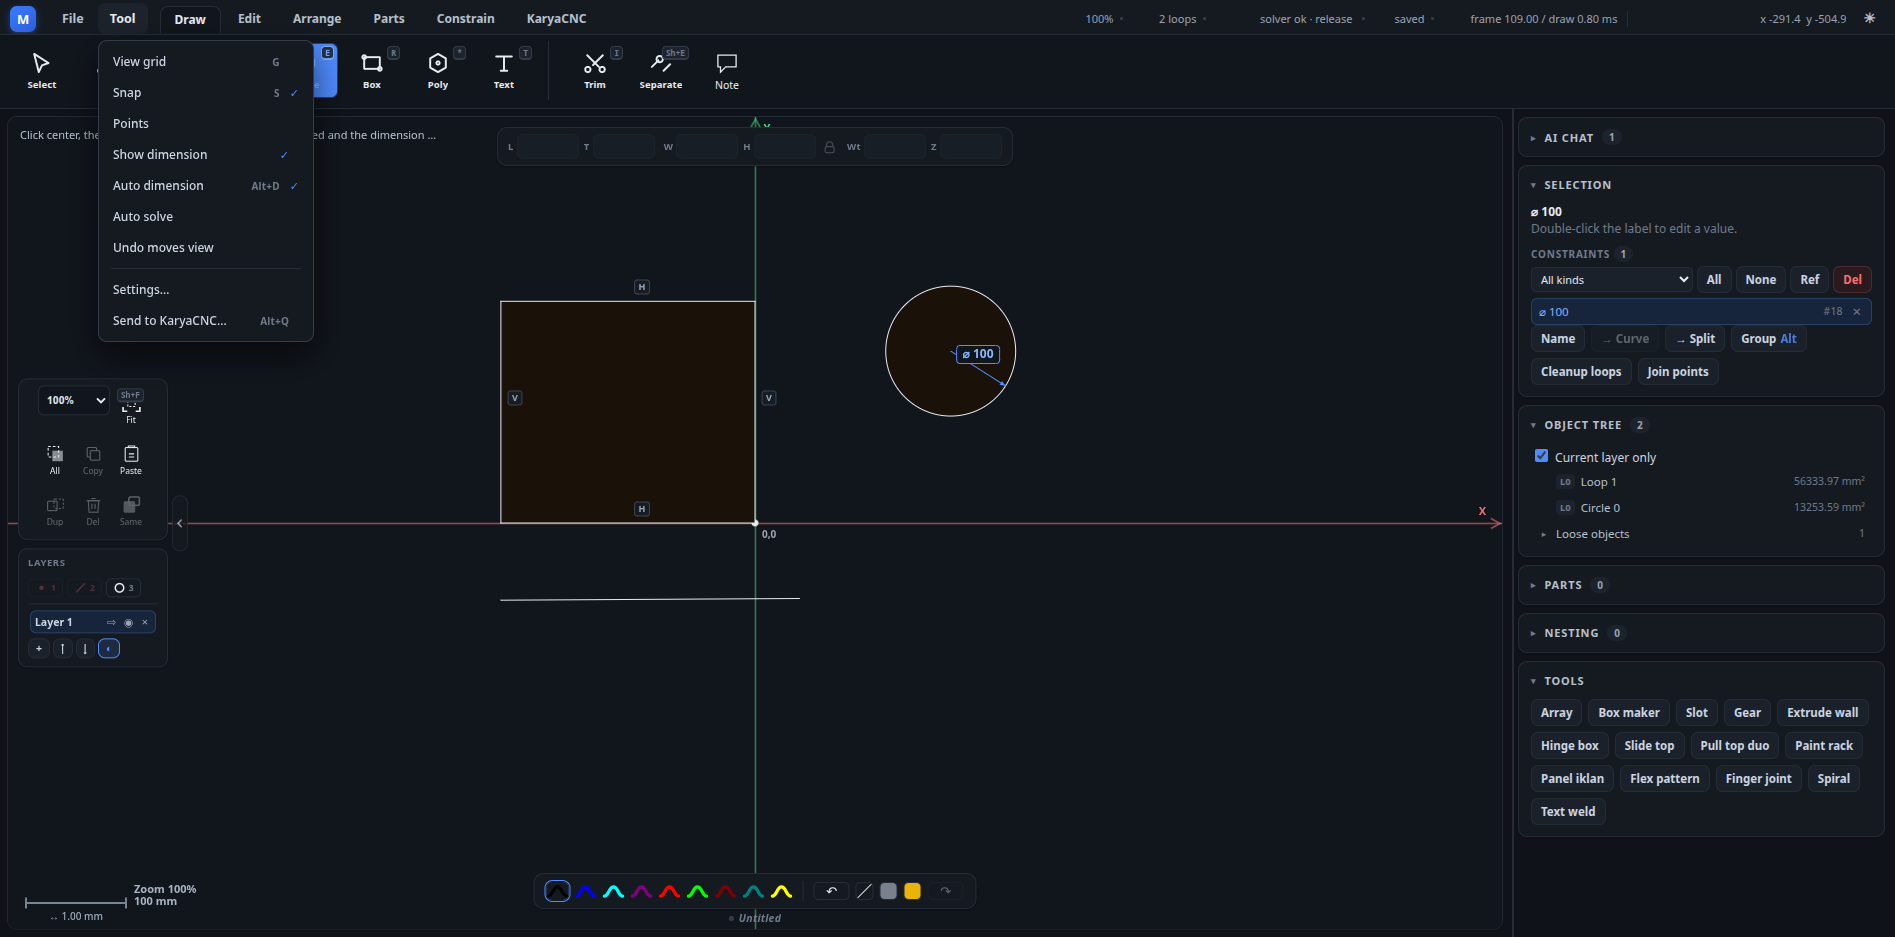 M File Tool Draw Edit Arrange Parts Constrain KaryaCNC 100% 2 loops solver ok · release saved frame 109.00 / draw 0.80 ms x -291.4 y -504.9
Select E Box R Poly * Text T Trim I Separate Sh+E Note
View grid G
Snap S ✓
Points
Show dimension ✓
Auto dimension Alt+D ✓
Auto solve
Undo moves view
Settings...
Send to KaryaCNC... Alt+Q
Click center, the
ed and the dimension ...
L T W H Wt Z
Y
H
V
V
H
⌀ 100
X
0,0
100%
Sh+F
Fit
All Copy Paste
Dup Del Same
LAYERS
1 2 3
Layer 1 ⇨ ◉ ×
+
Zoom 100%
100 mm
↔ 1.00 mm
Untitled
AI CHAT 1
SELECTION
⌀ 100
Double-click the label to edit a value.
CONSTRAINTS 1
All kinds All None Ref Del
⌀ 100 #18 ×
Name → Curve → Split Group Alt
Cleanup loops Join points
OBJECT TREE 2
Current layer only
L0 Loop 1 56333.97 mm²
L0 Circle 0 13253.59 mm²
Loose objects 1
PARTS 0
NESTING 0
TOOLS
Array Box maker Slot Gear Extrude wall
Hinge box Slide top Pull top duo Paint rack
Panel iklan Flex pattern Finger joint Spiral
Text weld